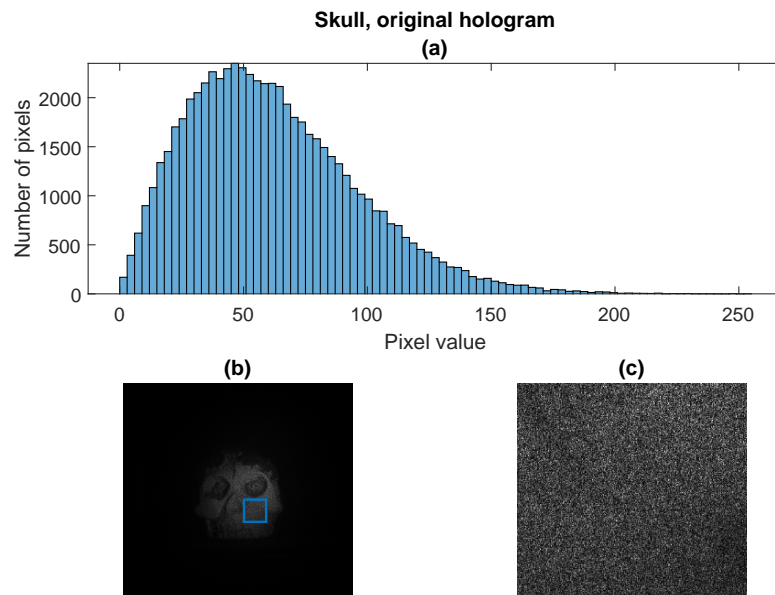 Skull, original hologram
(a)
2000
1500
1000
500
0
Number of pixels
0 50 100 150 200 250
Pixel value
(b) (c)